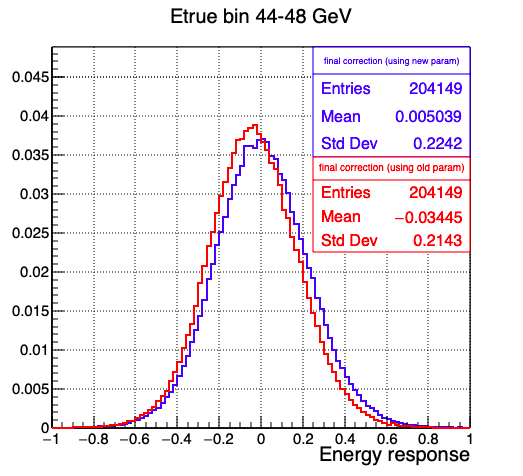 Etrue bin 44-48 GeV
final correction (using new param)
Entries 204149
Mean 0.005039
Std Dev 0.2242
final correction (using old param)
Entries 204149
Mean −0.03445
Std Dev 0.2143
0.045
0.04
0.035
0.03
0.025
0.02
0.015
0.01
0.005
0
−1 −0.8 −0.6 −0.4 −0.2 0 0.2 0.4 0.6 0.8 1
Energy response